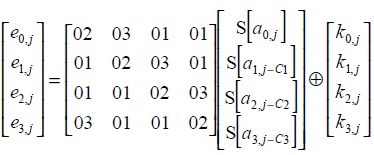 [e₀,ⱼ] = [02 03 01 01] [S[a₀,ⱼ]] ⊕ [k₀,ⱼ]
[e₁,ⱼ] [01 02 03 01] [S[a₁,ⱼ₋C1]] [k₁,ⱼ]
[e₂,ⱼ] [01 01 02 03] [S[a₂,ⱼ₋C2]] [k₂,ⱼ]
[e₃,ⱼ] [03 01 01 02] [S[a₃,ⱼ₋C3]] [k₃,ⱼ]